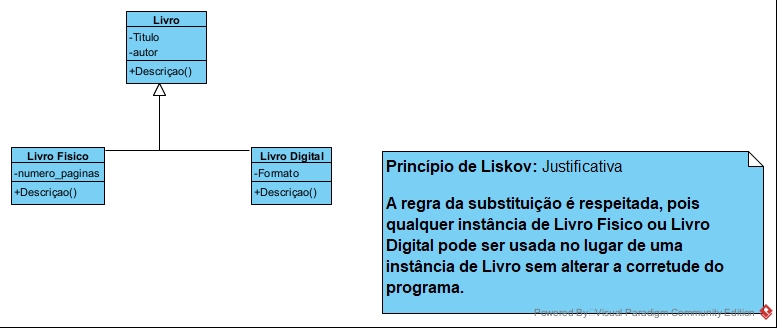 Livro
-Titulo
-autor
+Descriçao()
Livro Fisico
-numero_paginas
+Descriçao()
Livro Digital
-Formato
+Descriçao()
Princípio de Liskov: Justificativa
A regra da substituição é respeitada, pois
qualquer instância de Livro Fisico ou Livro
Digital pode ser usada no lugar de uma
instância de Livro sem alterar a corretude do
programa.
Powered By Visual Paradigm Community Edition